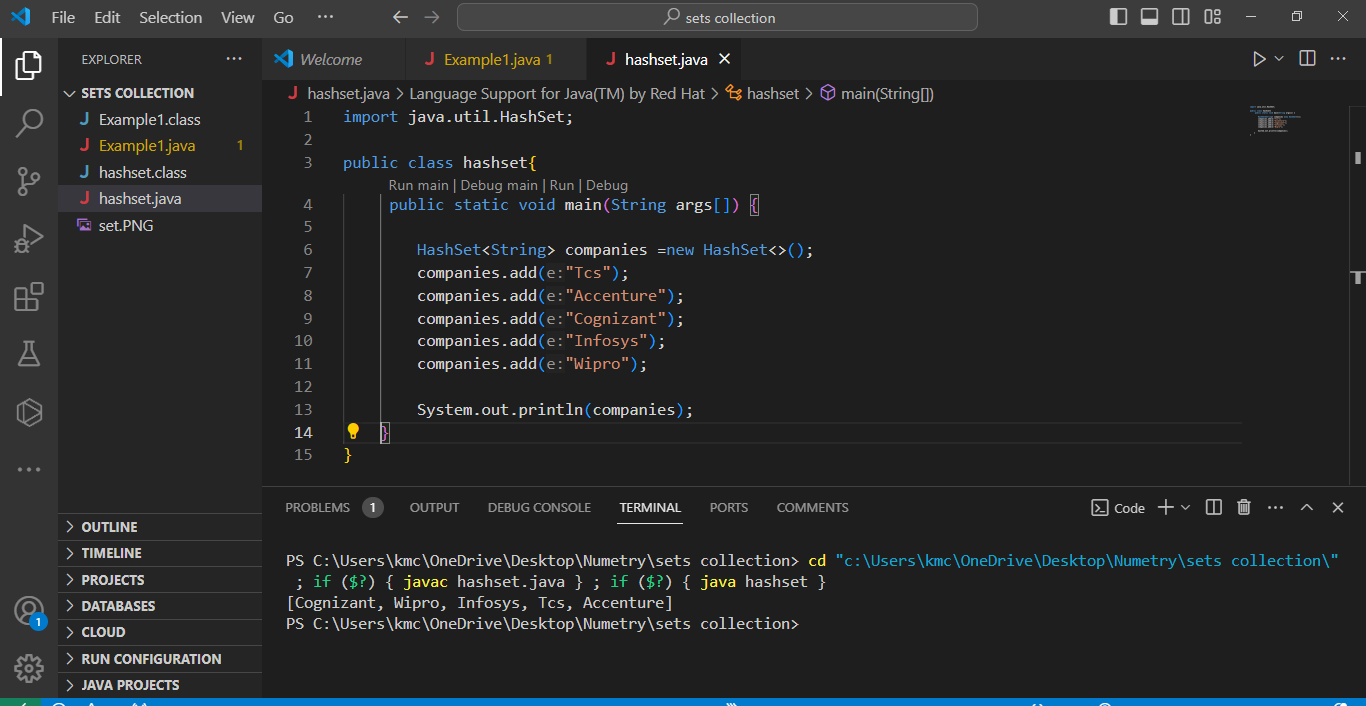 File Edit Selection View Go ··· sets collection
EXPLORER ···
Welcome
Example1.java 1
hashset.java
SETS COLLECTION
Example1.class
Example1.java 1
hashset.class
hashset.java
set.PNG
hashset.java > Language Support for Java(TM) by Red Hat > hashset > main(String[])
1 import java.util.HashSet;
2
3 public class hashset{
Run main | Debug main | Run | Debug
4 public static void main(String args[]) {
5
6 HashSet<String> companies =new HashSet<>();
7 companies.add(e:"Tcs");
8 companies.add(e:"Accenture");
9 companies.add(e:"Cognizant");
10 companies.add(e:"Infosys");
11 companies.add(e:"Wipro");
12
13 System.out.println(companies);
14 }
15 }
OUTLINE
TIMELINE
PROJECTS
DATABASES
CLOUD
RUN CONFIGURATION
JAVA PROJECTS
1
PROBLEMS 1 OUTPUT DEBUG CONSOLE TERMINAL PORTS COMMENTS Code
PS C:\Users\kmc\OneDrive\Desktop\Numetry\sets collection> cd "c:\Users\kmc\OneDrive\Desktop\Numetry\sets collection\"
; if ($?) { javac hashset.java } ; if ($?) { java hashset }
[Cognizant, Wipro, Infosys, Tcs, Accenture]
PS C:\Users\kmc\OneDrive\Desktop\Numetry\sets collection>